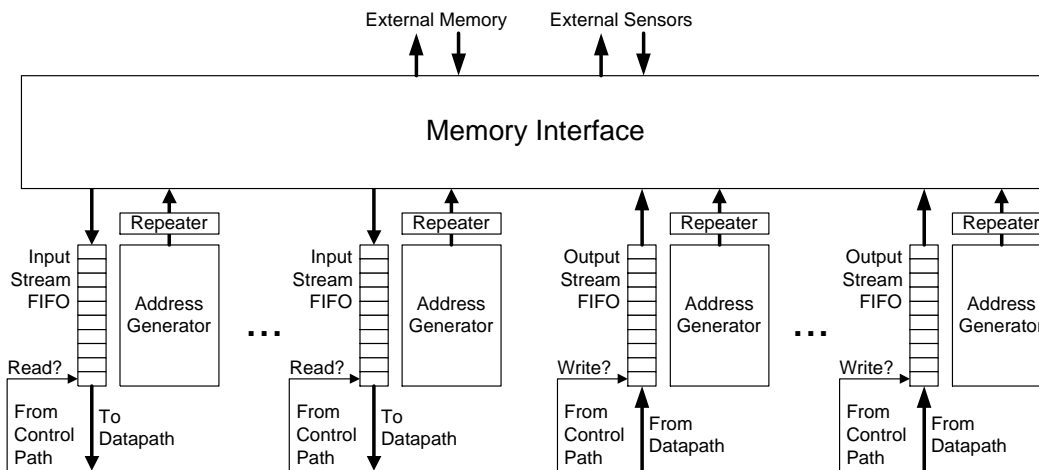 External Memory
External Sensors
Memory Interface
Repeater
Repeater
Repeater
Repeater
Input
Stream
FIFO
Address
Generator
Read?
From
Control
Path
To
Datapath
...
Input
Stream
FIFO
Address
Generator
Read?
From
Control
Path
To
Datapath
Output
Stream
FIFO
Address
Generator
Write?
From
Control
Path
From
Datapath
...
Output
Stream
FIFO
Address
Generator
Write?
From
Control
Path
From
Datapath